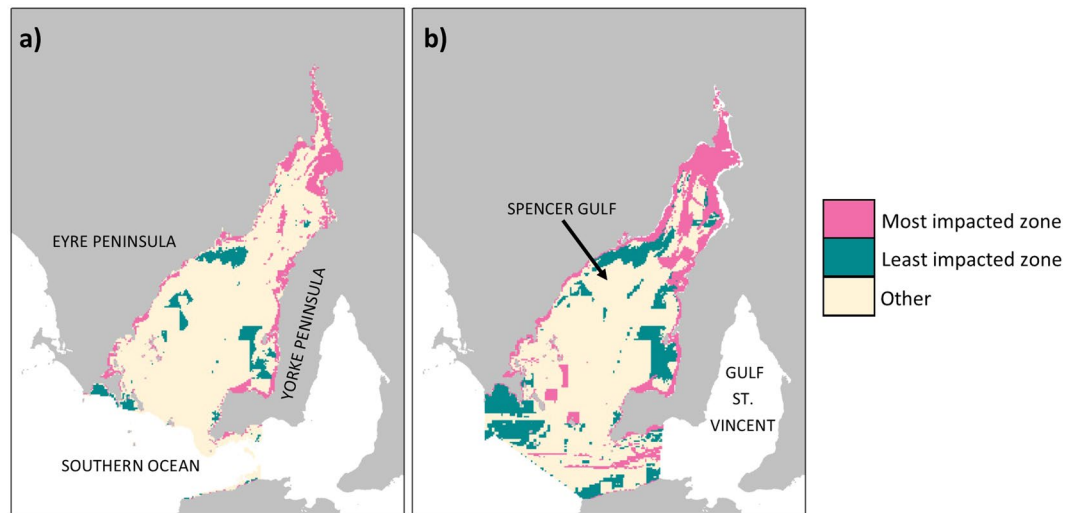 a)
EYRE PENINSULA
YORKE PENINSULA
SOUTHERN OCEAN
b)
SPENCER GULF
GULF
ST.
VINCENT
Most impacted zone
Least impacted zone
Other